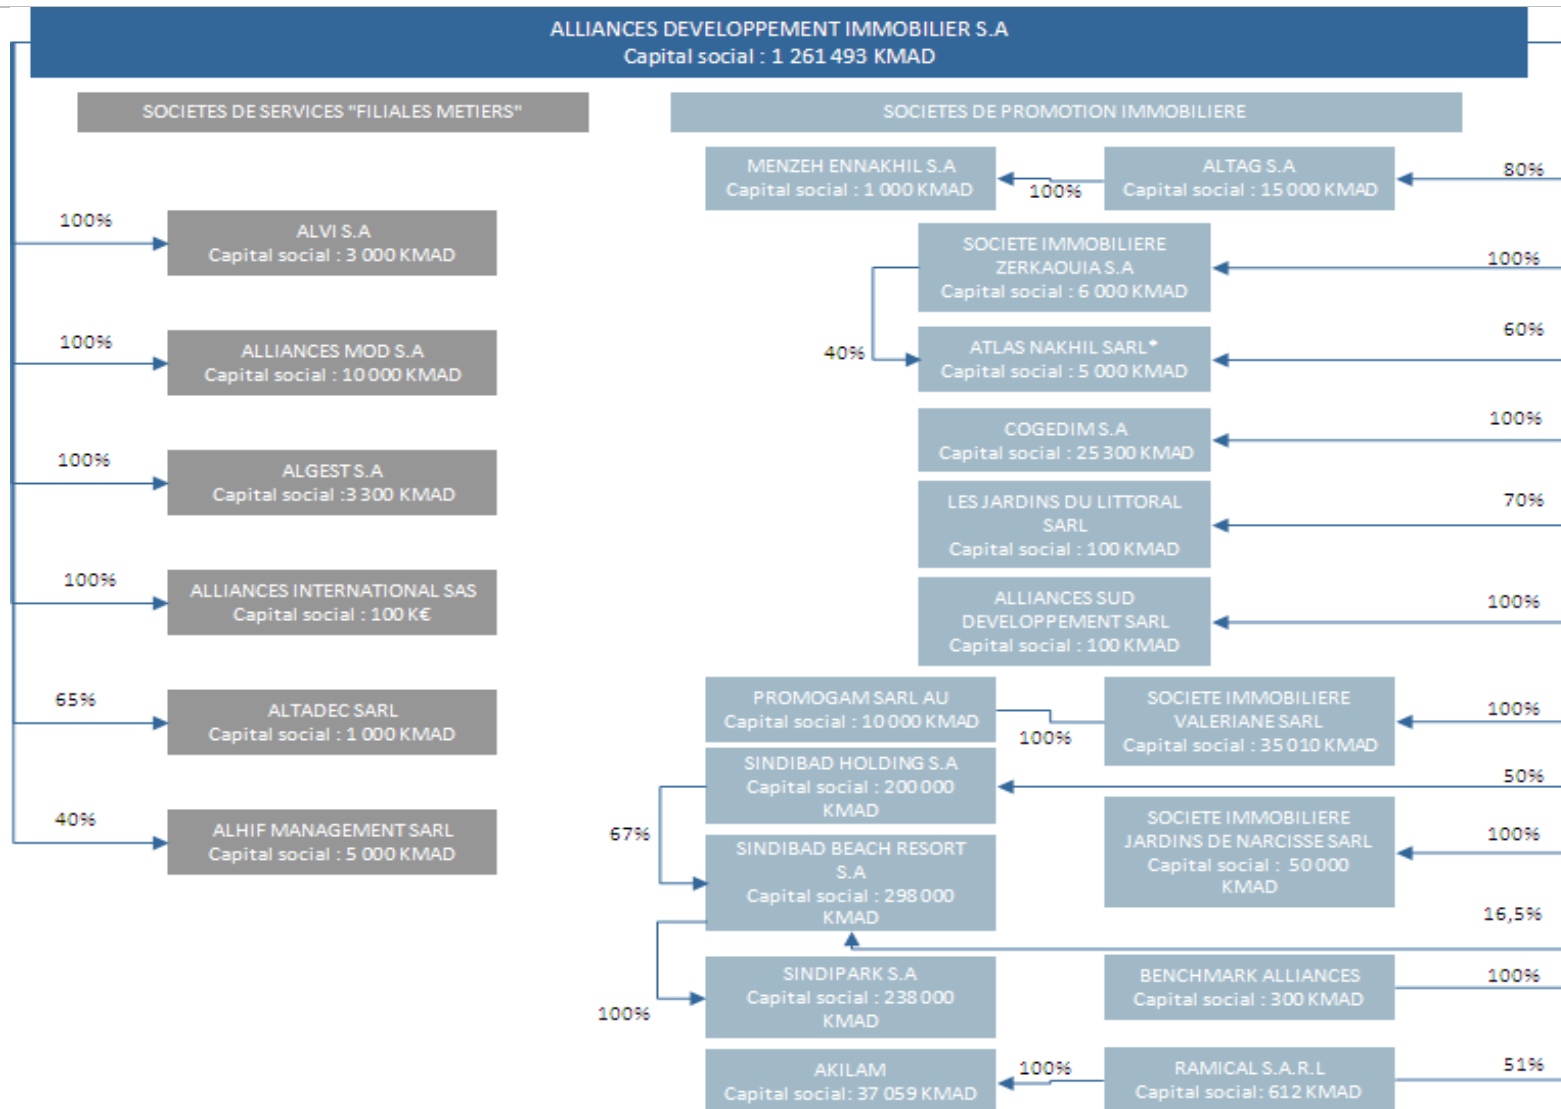 ALLIANCES DEVELOPPEMENT IMMOBILIER S.A
Capital social : 1 261 493 KMAD
SOCIETES DE SERVICES "FILIALES METIERS"
100%
ALVI S.A
Capital social : 3 000 KMAD
100%
ALLIANCES MOD S.A
Capital social : 10 000 KMAD
100%
ALGEST S.A
Capital social :3 300 KMAD
100%
ALLIANCES INTERNATIONAL SAS
Capital social : 100 K€
65%
ALTADEC SARL
Capital social : 1 000 KMAD
40%
ALHIF MANAGEMENT SARL
Capital social : 5 000 KMAD
SOCIETES DE PROMOTION IMMOBILIERE
MENZEH ENNAKHIL S.A
Capital social : 1 000 KMAD
100%
ALTAG S.A
Capital social : 15 000 KMAD
80%
SOCIETE IMMOBILIERE
ZERKAOUIA S.A
Capital social : 6 000 KMAD
100%
40%
ATLAS NAKHIL SARL*
Capital social : 5 000 KMAD
60%
COGEDIM S.A
Capital social : 25 300 KMAD
100%
LES JARDINS DU LITTORAL
SARL
Capital social : 100 KMAD
70%
ALLIANCES SUD
DEVELOPPEMENT SARL
Capital social : 100 KMAD
100%
PROMOGAM SARL AU
Capital social : 10 000 KMAD
100%
SOCIETE IMMOBILIERE
VALERIANE SARL
Capital social : 35 010 KMAD
100%
SINDIBAD HOLDING S.A
Capital social : 200 000
KMAD
50%
67%
SINDIBAD BEACH RESORT
S.A
Capital social : 298 000
KMAD
SOCIETE IMMOBILIERE
JARDINS DE NARCISSE SARL
Capital social : 50 000
KMAD
100%
16,5%
100%
SINDIPARK S.A
Capital social : 238 000
KMAD
BENCHMARK ALLIANCES
Capital social : 300 KMAD
100%
AKILAM
Capital social: 37 059 KMAD
100%
RAMICAL S.A.R.L
Capital social: 612 KMAD
51%